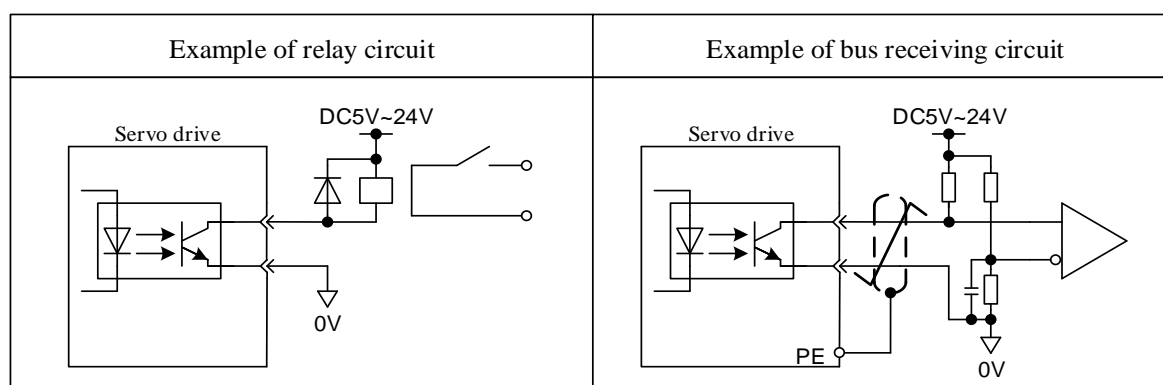 Example of relay circuit
Example of bus receiving circuit
DC5V~24V
Servo drive
0V
DC5V~24V
Servo drive
PE
0V